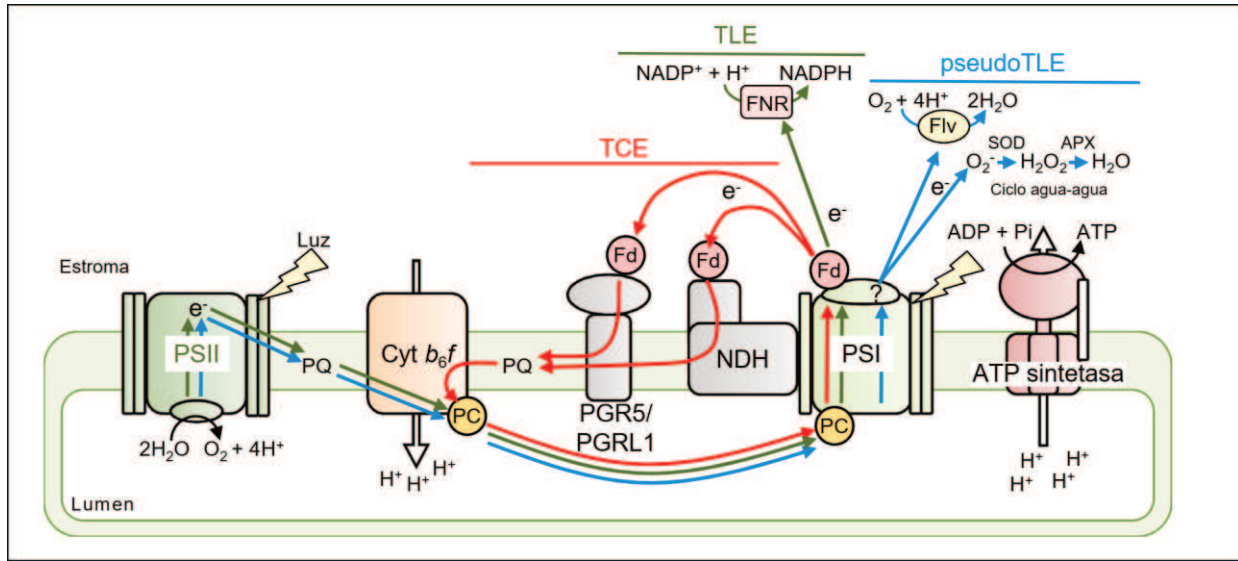 TLE
NADP⁺ + H⁺ NADPH
FNR
pseudoTLE
O₂ + 4H⁺ 2H₂O
Flv
SOD APX
O₂⁻ H₂O₂ H₂O
Ciclo agua-agua
TCE
e⁻
e⁻
e⁻
Luz
Estroma
Fd
Fd
Fd
?
ADP + Pi ATP
e⁻
PSII
PQ
Cyt b₆f
PQ
NDH
PSI
ATP sintetasa
PC
PC
PGR5/
PGRL1
2H₂O O₂ + 4H⁺
H⁺ H⁺ H⁺
H⁺ H⁺
H⁺ H⁺
Lumen